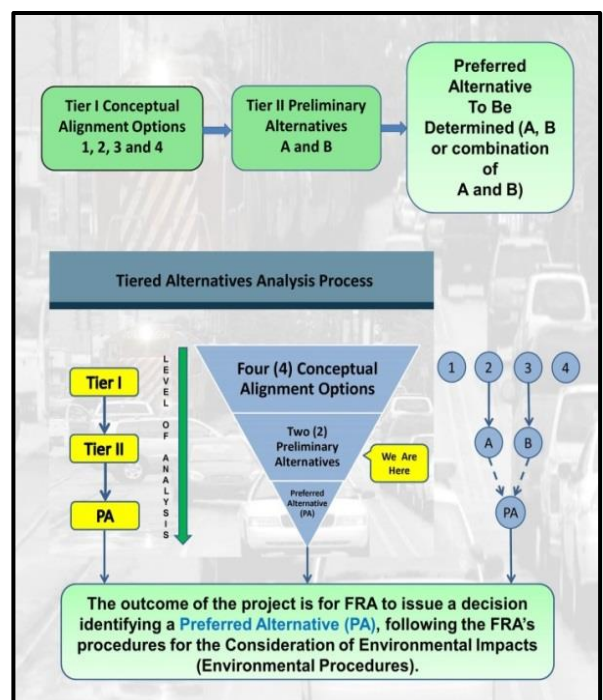 Tier I Conceptual
Alignment Options
1, 2, 3 and 4
Tier II Preliminary
Alternatives
A and B
Preferred
Alternative
To Be
Determined (A, B
or combination
of
A and B)
Tiered Alternatives Analysis Process
Tier I
Tier II
PA
LEVEL OF ANALYSIS
Four (4) Conceptual
Alignment Options
Two (2)
Preliminary
Alternatives
Preferred
Alternative
(PA)
We Are
Here
1 2 3 4
A B
PA
The outcome of the project is for FRA to issue a decision
identifying a Preferred Alternative (PA), following the FRA's
procedures for the Consideration of Environmental Impacts
(Environmental Procedures).